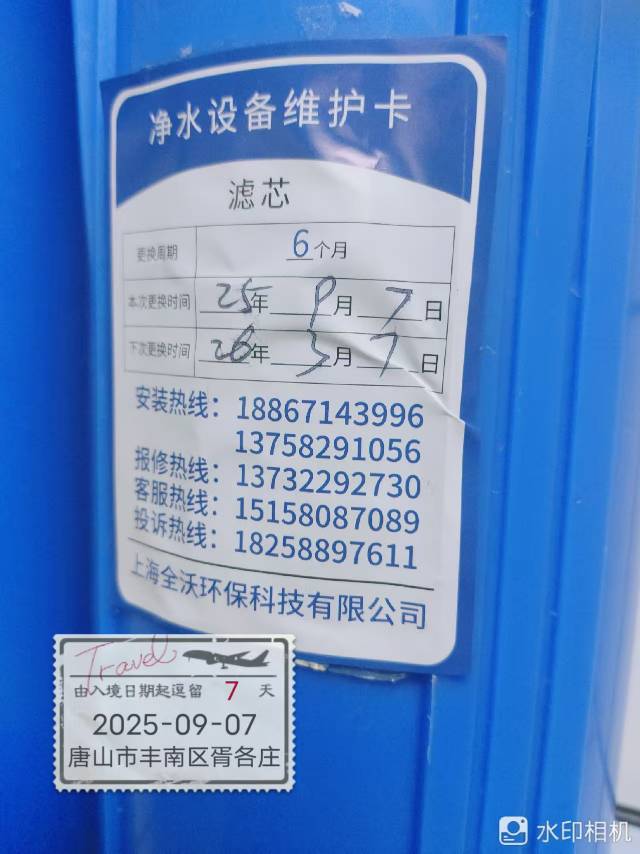 净水设备维护卡
滤芯
更换周期 6个月
本次更换时间 25年 9月 7日
下次更换时间 26年 3月 7日
安装热线：18867143996
13758291056
报修热线：13732292730
客服热线：15158087089
投诉热线：18258897611
上海全沃环保科技有限公司
Travel
由入境日期起逗留 7 天
2025-09-07
唐山市丰南区胥各庄
水印相机